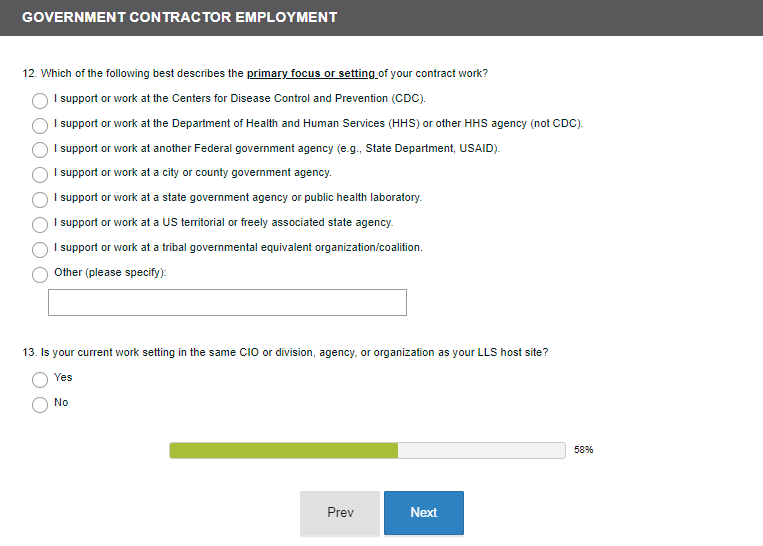 GOVERNMENT CONTRACTOR EMPLOYMENT
12. Which of the following best describes the primary focus or setting of your contract work?
I support or work at the Centers for Disease Control and Prevention (CDC).
I support or work at the Department of Health and Human Services (HHS) or other HHS agency (not CDC).
I support or work at another Federal government agency (e.g., State Department, USAID).
I support or work at a city or county government agency.
I support or work at a state government agency or public health laboratory.
I support or work at a US territorial or freely associated state agency.
I support or work at a tribal governmental equivalent organization/coalition.
Other (please specify):
13. Is your current work setting in the same CIO or division, agency, or organization as your LLS host site?
Yes
No
58%
Prev Next